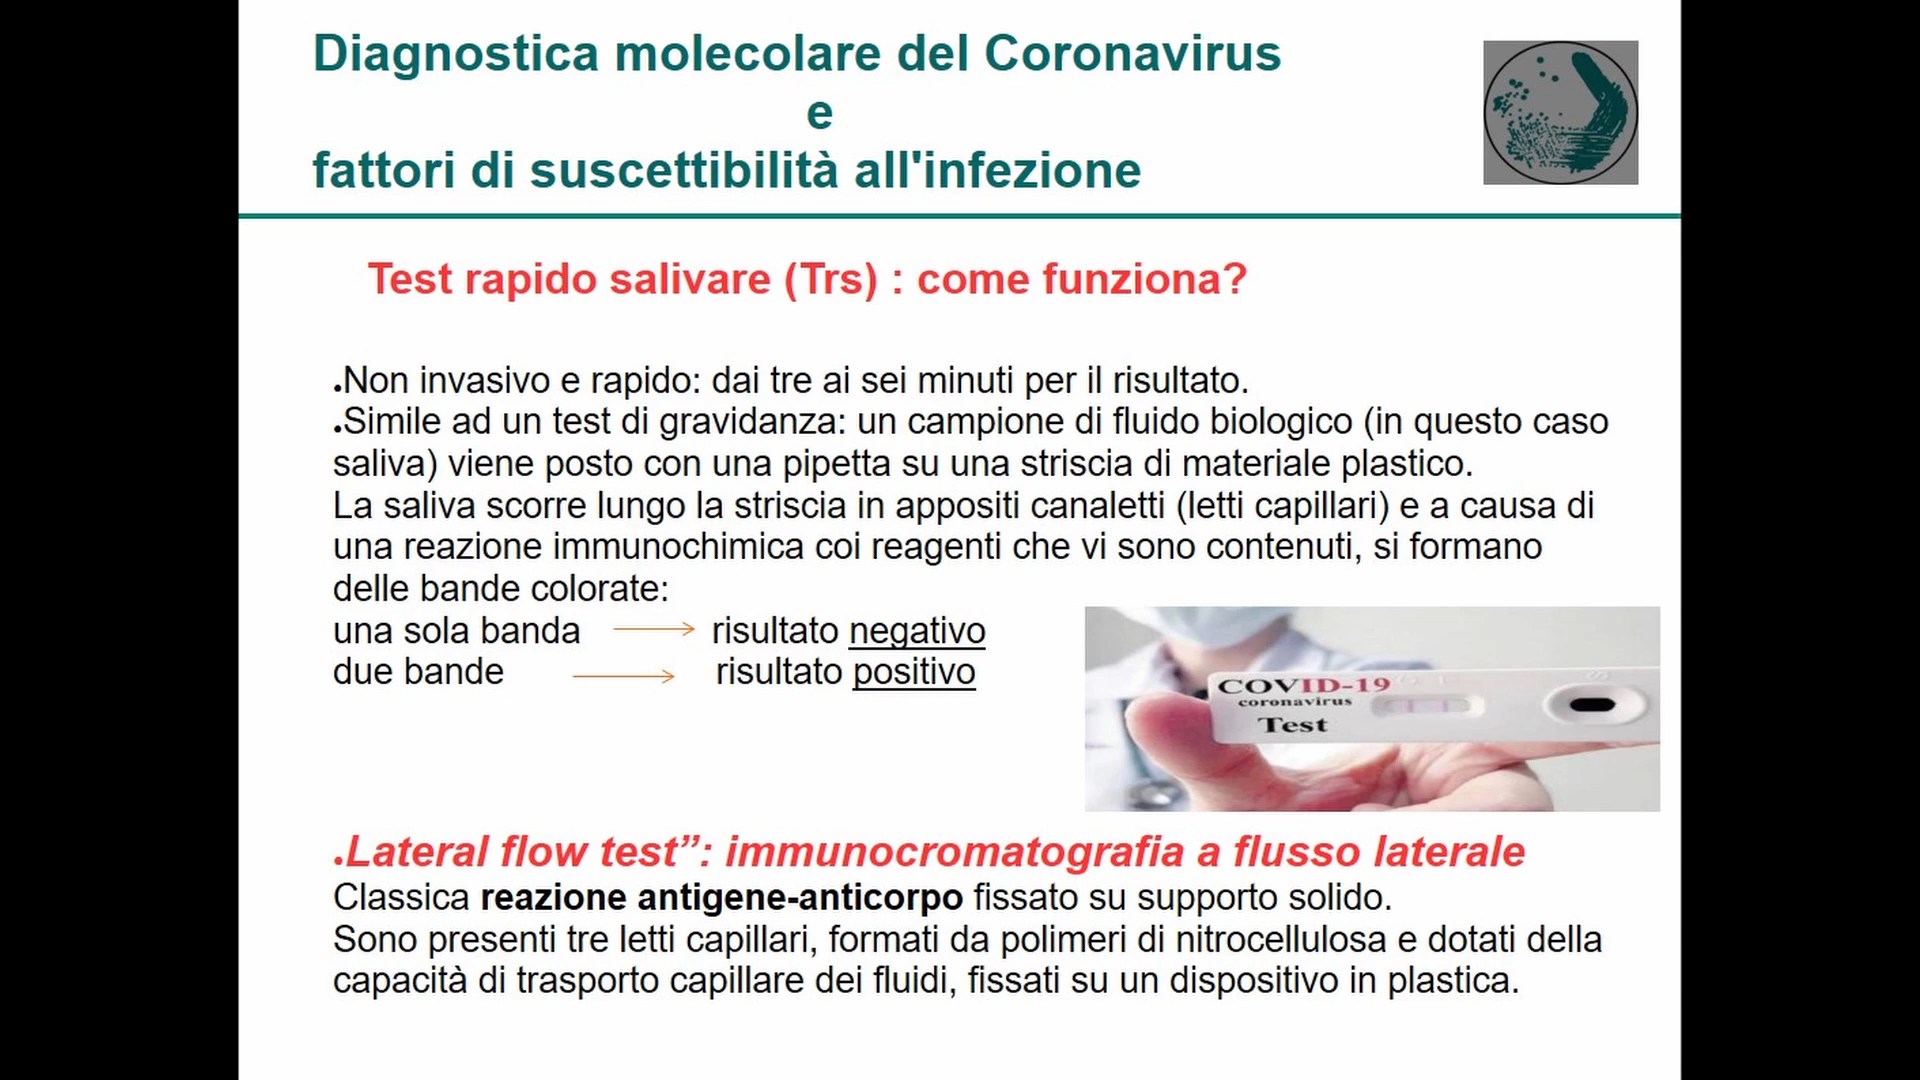 Diagnostica molecolare del Coronavirus
e
fattori di suscettibilità all'infezione
Test rapido salivare (Trs) : come funziona?
•Non invasivo e rapido: dai tre ai sei minuti per il risultato.
•Simile ad un test di gravidanza: un campione di fluido biologico (in questo caso
saliva) viene posto con una pipetta su una striscia di materiale plastico.
La saliva scorre lungo la striscia in appositi canaletti (letti capillari) e a causa di
una reazione immunochimica coi reagenti che vi sono contenuti, si formano
delle bande colorate:
una sola banda → risultato negativo
due bande → risultato positivo
COVID-19
coronavirus
Test
•Lateral flow test”: immunocromatografia a flusso laterale
Classica reazione antigene-anticorpo fissato su supporto solido.
Sono presenti tre letti capillari, formati da polimeri di nitrocellulosa e dotati della
capacità di trasporto capillare dei fluidi, fissati su un dispositivo in plastica.